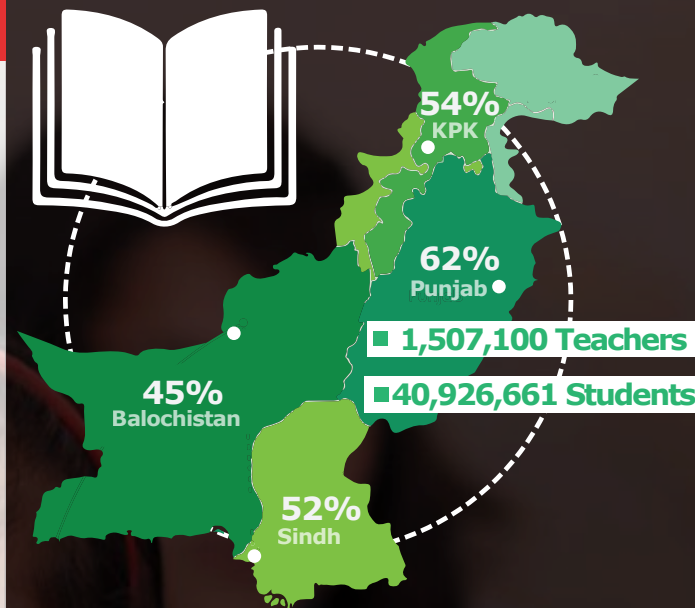 54%
KPK
62%
Punjab
1,507,100 Teachers
40,926,661 Students
45%
Balochistan
52%
Sindh